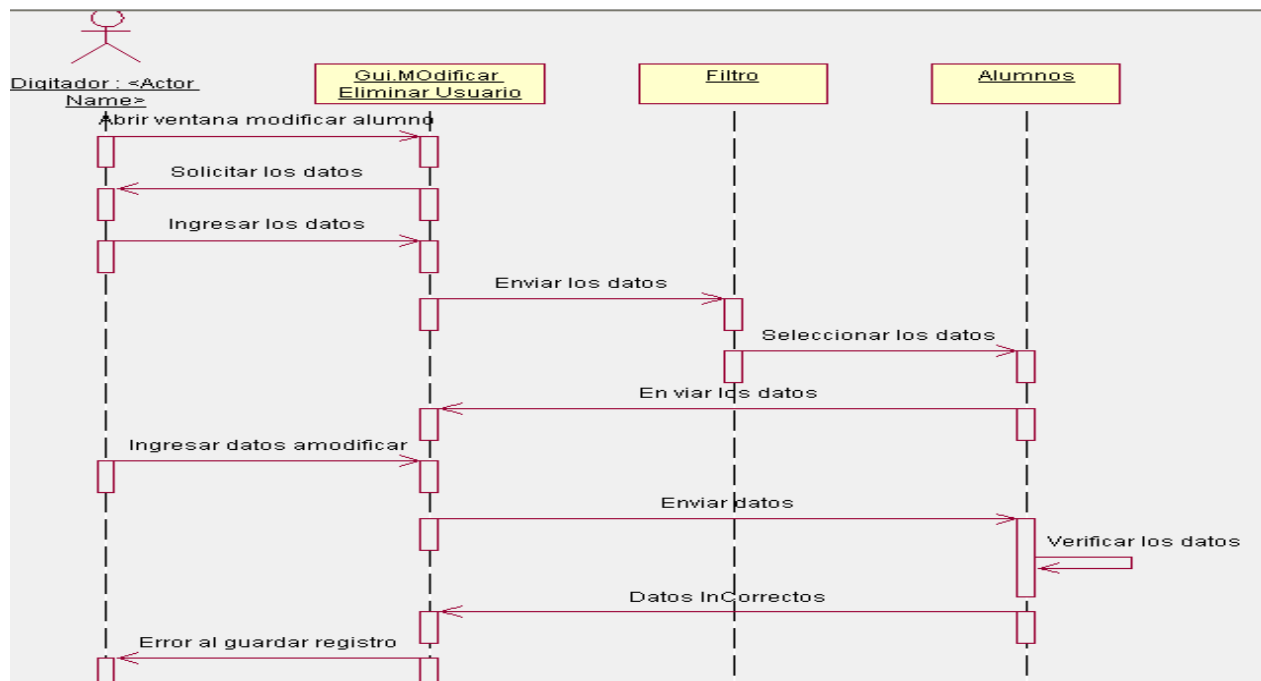 Digitador : <Actor
Name>
Gui.MOdificar
Eliminar Usuario
Filtro
Alumnos
Abrir ventana modificar alumno
Solicitar los datos
Ingresar los datos
Enviar los datos
Seleccionar los datos
En viar los datos
Ingresar datos amodificar
Enviar datos
Verificar los datos
Datos InCorrectos
Error al guardar registro